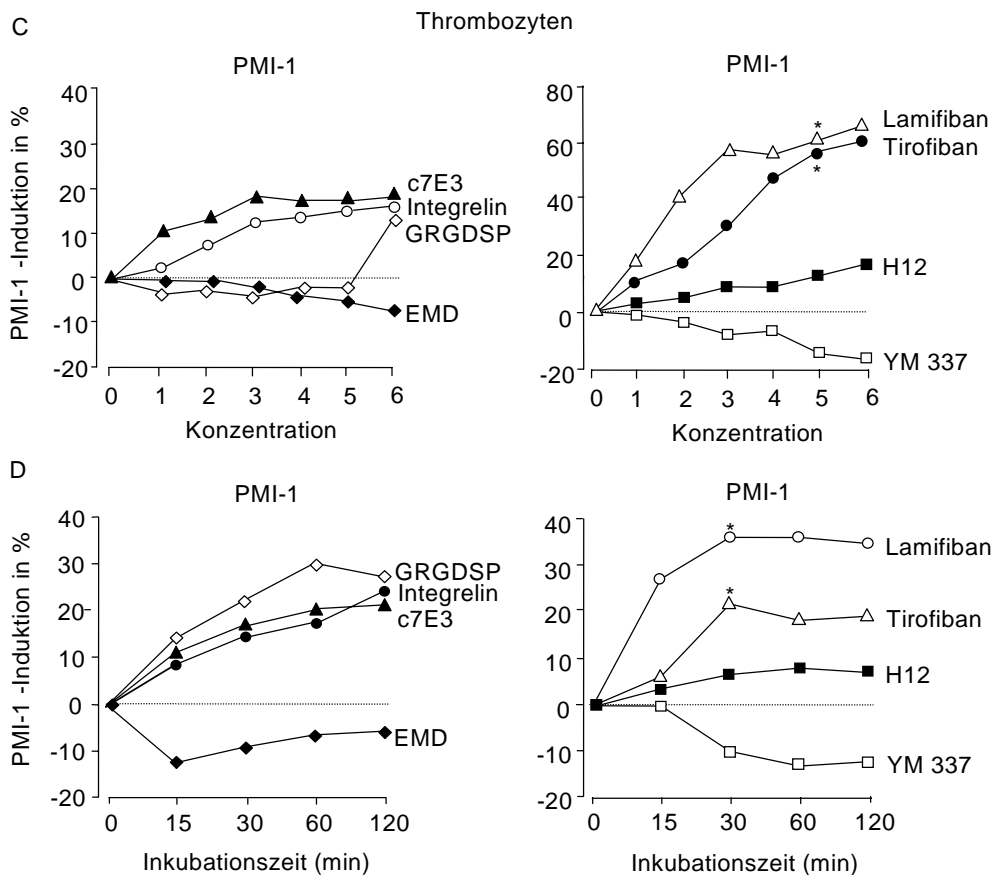 C
Thrombozyten
PMI-1
PMI-1 -Induktion in %
40
30
20
10
0
-10
-20
c7E3
Integrelin
GRGDSP
EMD
0 1 2 3 4 5 6
Konzentration
PMI-1
80
60
40
20
0
-20
* *
Lamifiban
Tirofiban
H12
YM 337
0 1 2 3 4 5 6
Konzentration
D
PMI-1
PMI-1 -Induktion in %
40
30
20
10
0
-10
-20
GRGDSP
Integrelin
c7E3
EMD
0 15 30 60 120
Inkubationszeit (min)
PMI-1
40
30
20
10
0
-10
-20
*
*
Lamifiban
Tirofiban
H12
YM 337
0 15 30 60 120
Inkubationszeit (min)